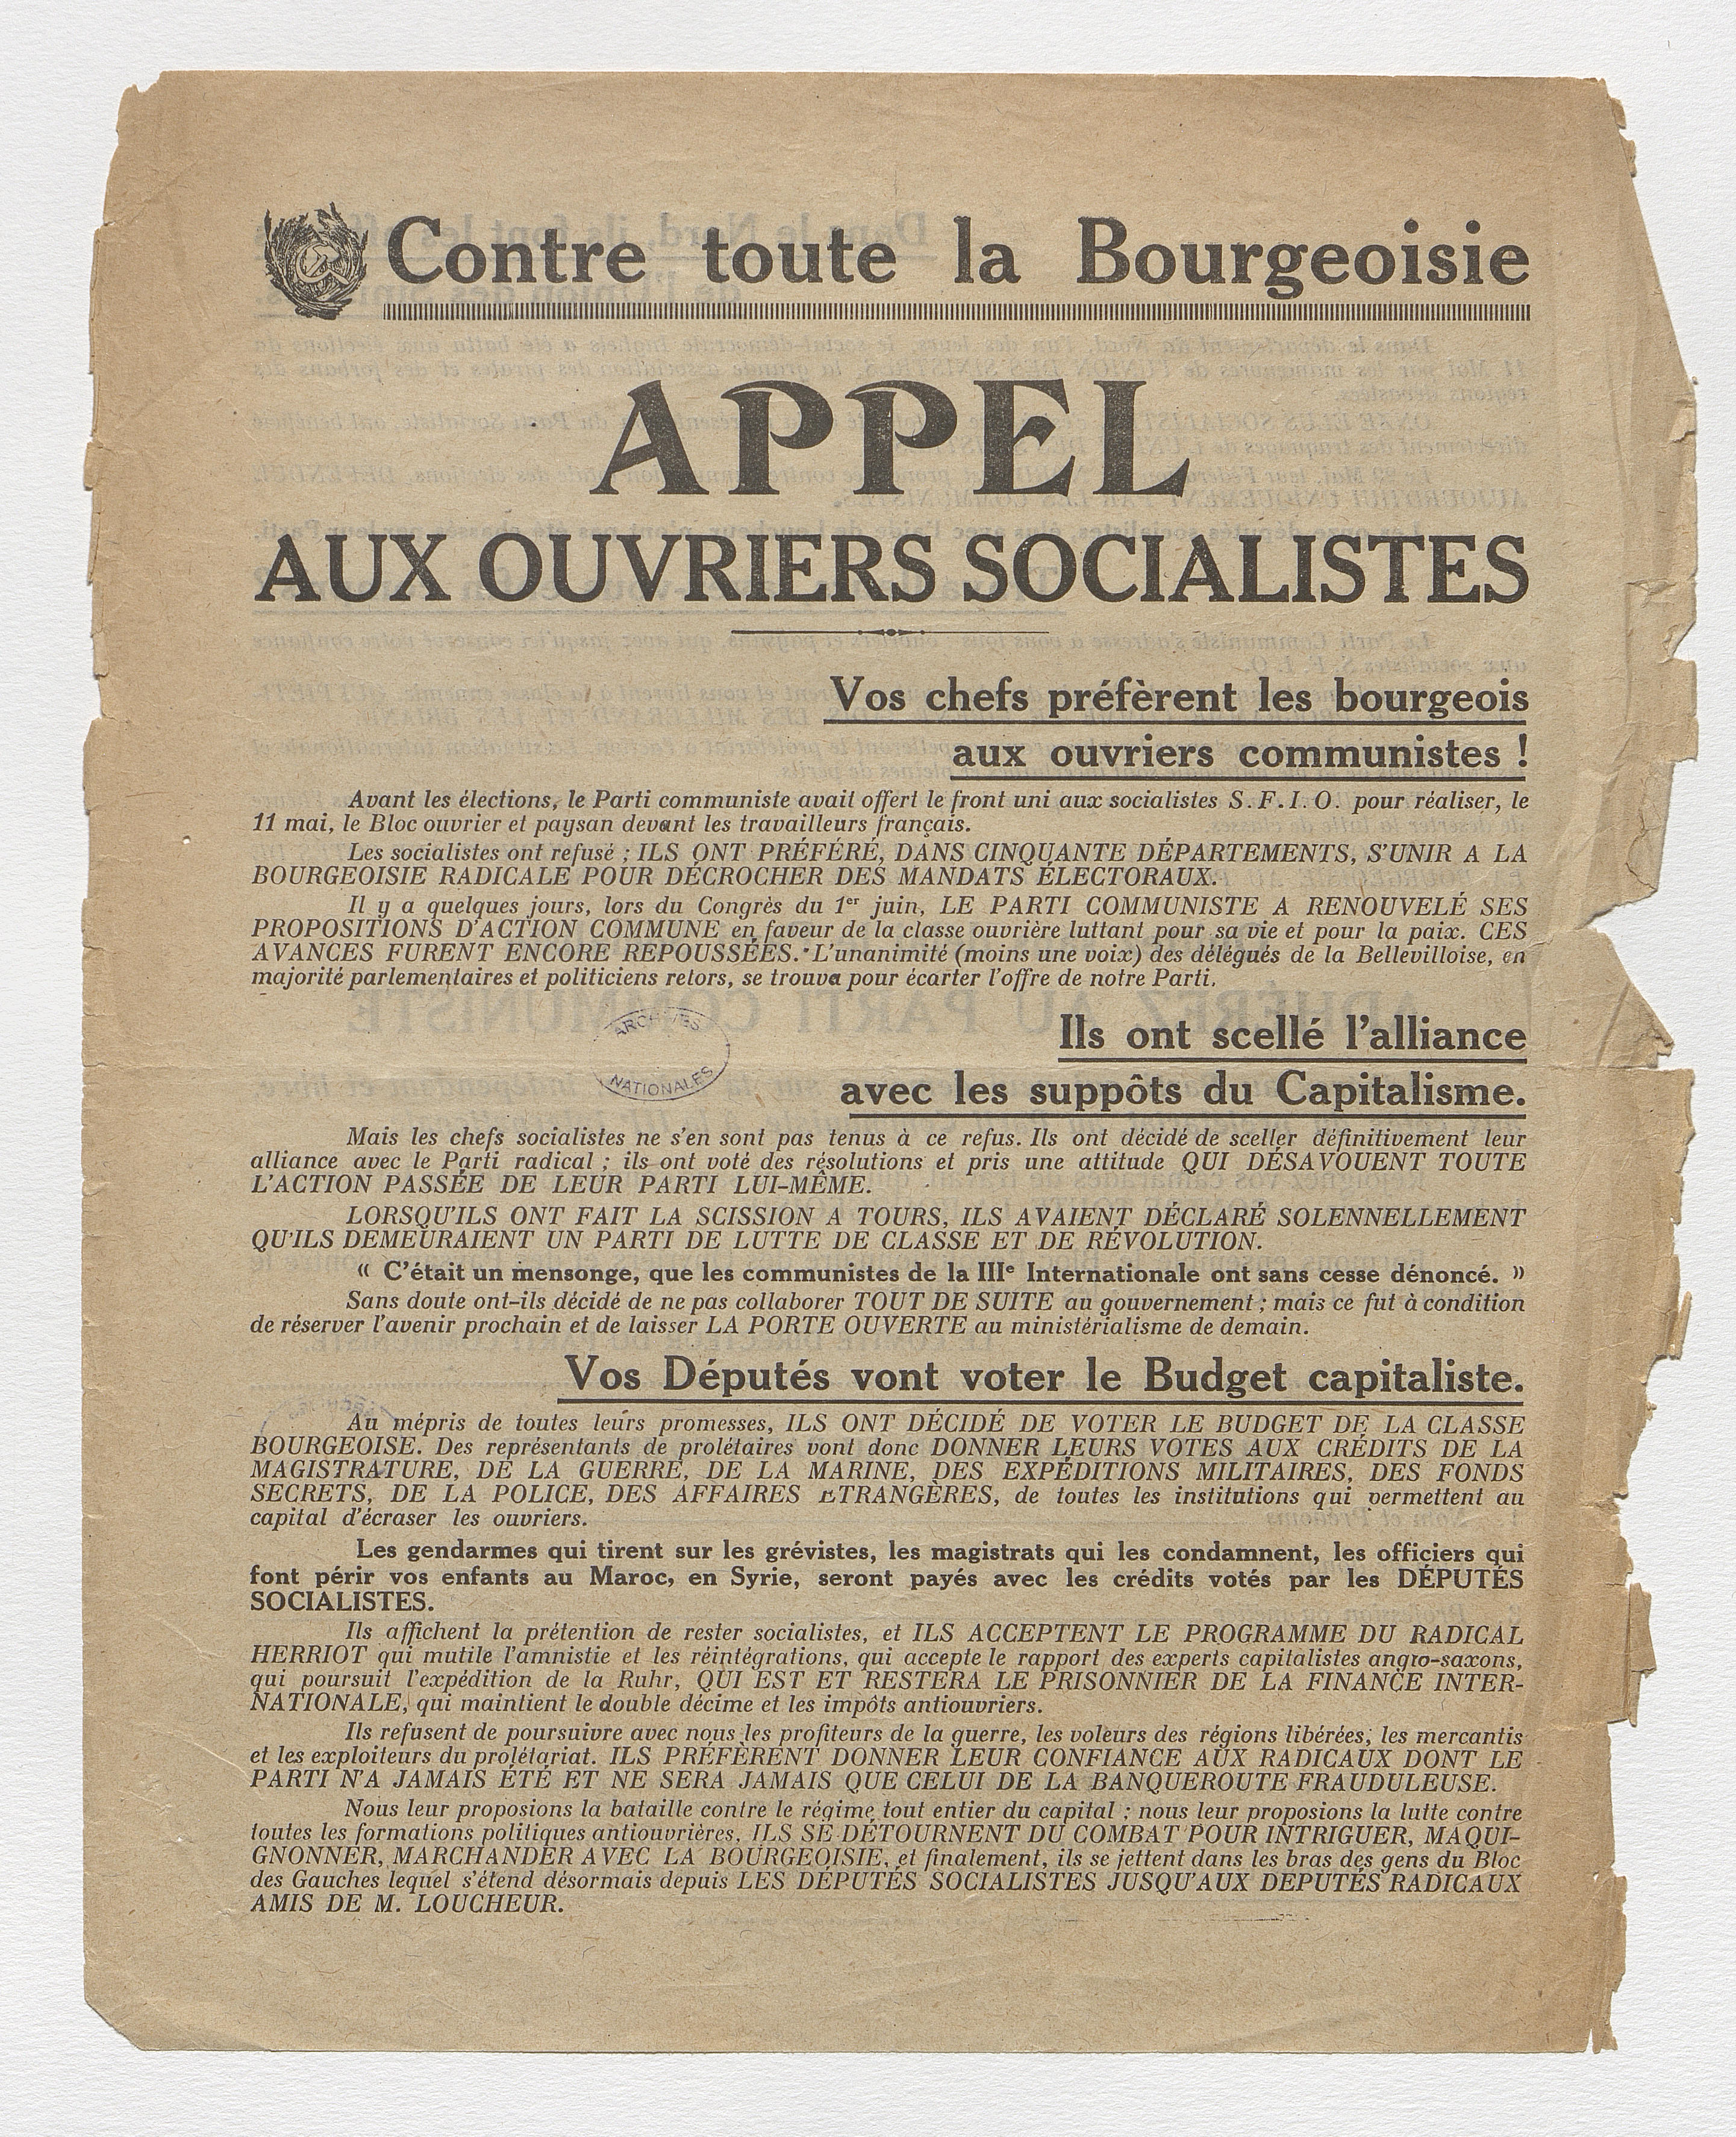 Contre toute la Bourgeoisie
APPEL
AUX OUVRIERS SOCIALISTES
Vos chefs préfèrent les bourgeois
aux ouvriers communistes !
Avant les élections, le Parti communiste avait offert le front uni aux socialistes S.F.I.O. pour réaliser, le
11 mai, le Bloc ouvrier et paysan devant les travailleurs français.
Les socialistes ont refusé ; ILS ONT PRÉFÉRÉ, DANS CINQUANTE DÉPARTEMENTS, S'UNIR A LA
BOURGEOISIE RADICALE POUR DÉCROCHER DES MANDATS ÉLECTORAUX.
Il y a quelques jours, lors du Congrès du 1er juin, LE PARTI COMMUNISTE A RENOUVELÉ SES
PROPOSITIONS D'ACTION COMMUNE en faveur de la classe ouvrière luttant pour sa vie et pour la paix. CES
AVANCES FURENT ENCORE REPOUSSÉES. L'unanimité (moins une voix) des délégués de la Bellevilloise, en
majorité parlementaires et politiciens retors, se trouva pour écarter l'offre de notre Parti.
ARCHIVES
NATIONALES
Ils ont scellé l'alliance
avec les suppôts du Capitalisme.
Mais les chefs socialistes ne s'en sont pas tenus à ce refus. Ils ont décidé de sceller définitivement leur
alliance avec le Parti radical ; ils ont voté des résolutions et pris une attitude QUI DÉSAVOUENT TOUTE
L'ACTION PASSÉE DE LEUR PARTI LUI-MÊME.
LORSQU'ILS ONT FAIT LA SCISSION A TOURS, ILS AVAIENT DÉCLARÉ SOLENNELLEMENT
QU'ILS DEMEURAIENT UN PARTI DE LUTTE DE CLASSE ET DE RÉVOLUTION.
« C'était un mensonge, que les communistes de la IIIe Internationale ont sans cesse dénoncé. »
Sans doute ont-ils décidé de ne pas collaborer TOUT DE SUITE au gouvernement ; mais ce fut à condition
de réserver l'avenir prochain et de laisser LA PORTE OUVERTE au ministérialisme de demain.
Vos Députés vont voter le Budget capitaliste.
Au mépris de toutes leurs promesses, ILS ONT DÉCIDÉ DE VOTER LE BUDGET DE LA CLASSE
BOURGEOISE. Des représentants de prolétaires vont donc DONNER LEURS VOTES AUX CRÉDITS DE LA
MAGISTRATURE, DE LA GUERRE, DE LA MARINE, DES EXPÉDITIONS MILITAIRES, DES FONDS
SECRETS, DE LA POLICE, DES AFFAIRES ETRANGÈRES, de toutes les institutions qui permettent au
capital d'écraser les ouvriers.
Les gendarmes qui tirent sur les grévistes, les magistrats qui les condamnent, les officiers qui
font périr vos enfants au Maroc, en Syrie, seront payés avec les crédits votés par les DÉPUTÉS
SOCIALISTES.
Ils affichent la prétention de rester socialistes, et ILS ACCEPTENT LE PROGRAMME DU RADICAL
HERRIOT qui mutile l'amnistie et les réintégrations, qui accepte le rapport des experts capitalistes anglo-saxons,
qui poursuit l'expédition de la Ruhr, QUI EST ET RESTERA LE PRISONNIER DE LA FINANCE INTER-
NATIONALE, qui maintient le double décime et les impôts antiouvriers.
Ils refusent de poursuivre avec nous les profiteurs de la guerre, les voleurs des régions libérées, les mercantis
et les exploiteurs du prolétariat. ILS PRÉFÈRENT DONNER LEUR CONFIANCE AUX RADICAUX DONT LE
PARTI N'A JAMAIS ÉTÉ ET NE SERA JAMAIS QUE CELUI DE LA BANQUEROUTE FRAUDULEUSE.
Nous leur proposions la bataille contre le régime tout entier du capital ; nous leur proposions la lutte contre
toutes les formations politiques antiouvrières. ILS SE DÉTOURNENT DU COMBAT POUR INTRIGUER, MAQUI-
GNONNER, MARCHANDER AVEC LA BOURGEOISIE, et finalement, ils se jettent dans les bras des gens du Bloc
des Gauches lequel s'étend désormais depuis LES DÉPUTÉS SOCIALISTES JUSQU'AUX DEPUTÉS RADICAUX
AMIS DE M. LOUCHEUR.